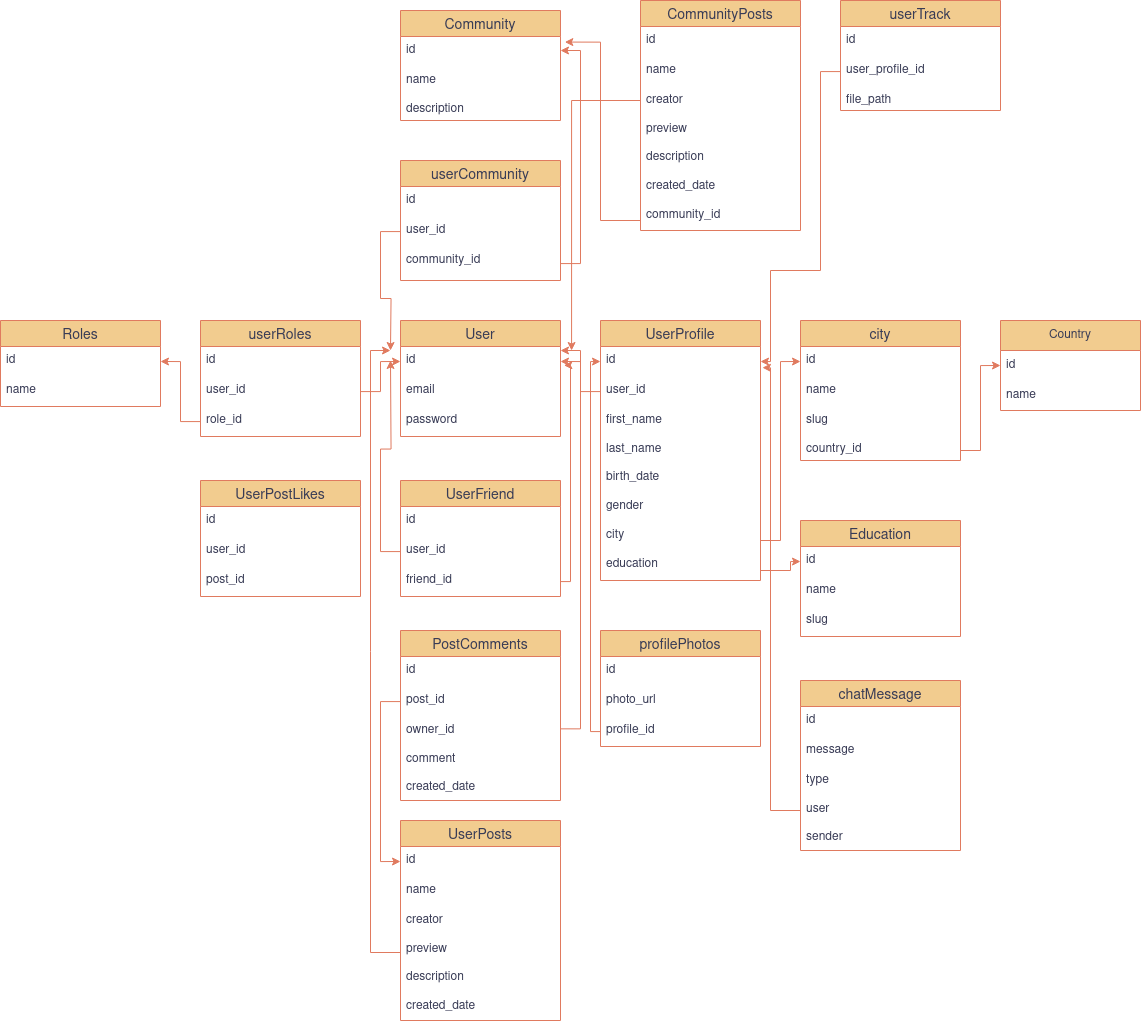 Community
id
name
description
CommunityPosts
id
name
creator
preview
description
created_date
community_id
userTrack
id
user_profile_id
file_path
userCommunity
id
user_id
community_id
Roles
id
name
userRoles
id
user_id
role_id
User
id
email
password
UserProfile
id
user_id
first_name
last_name
birth_date
gender
city
education
city
id
name
slug
country_id
Country
id
name
UserPostLikes
id
user_id
post_id
UserFriend
id
user_id
friend_id
Education
id
name
slug
PostComments
id
post_id
owner_id
comment
created_date
profilePhotos
id
photo_url
profile_id
chatMessage
id
message
type
user
sender
UserPosts
id
name
creator
preview
description
created_date